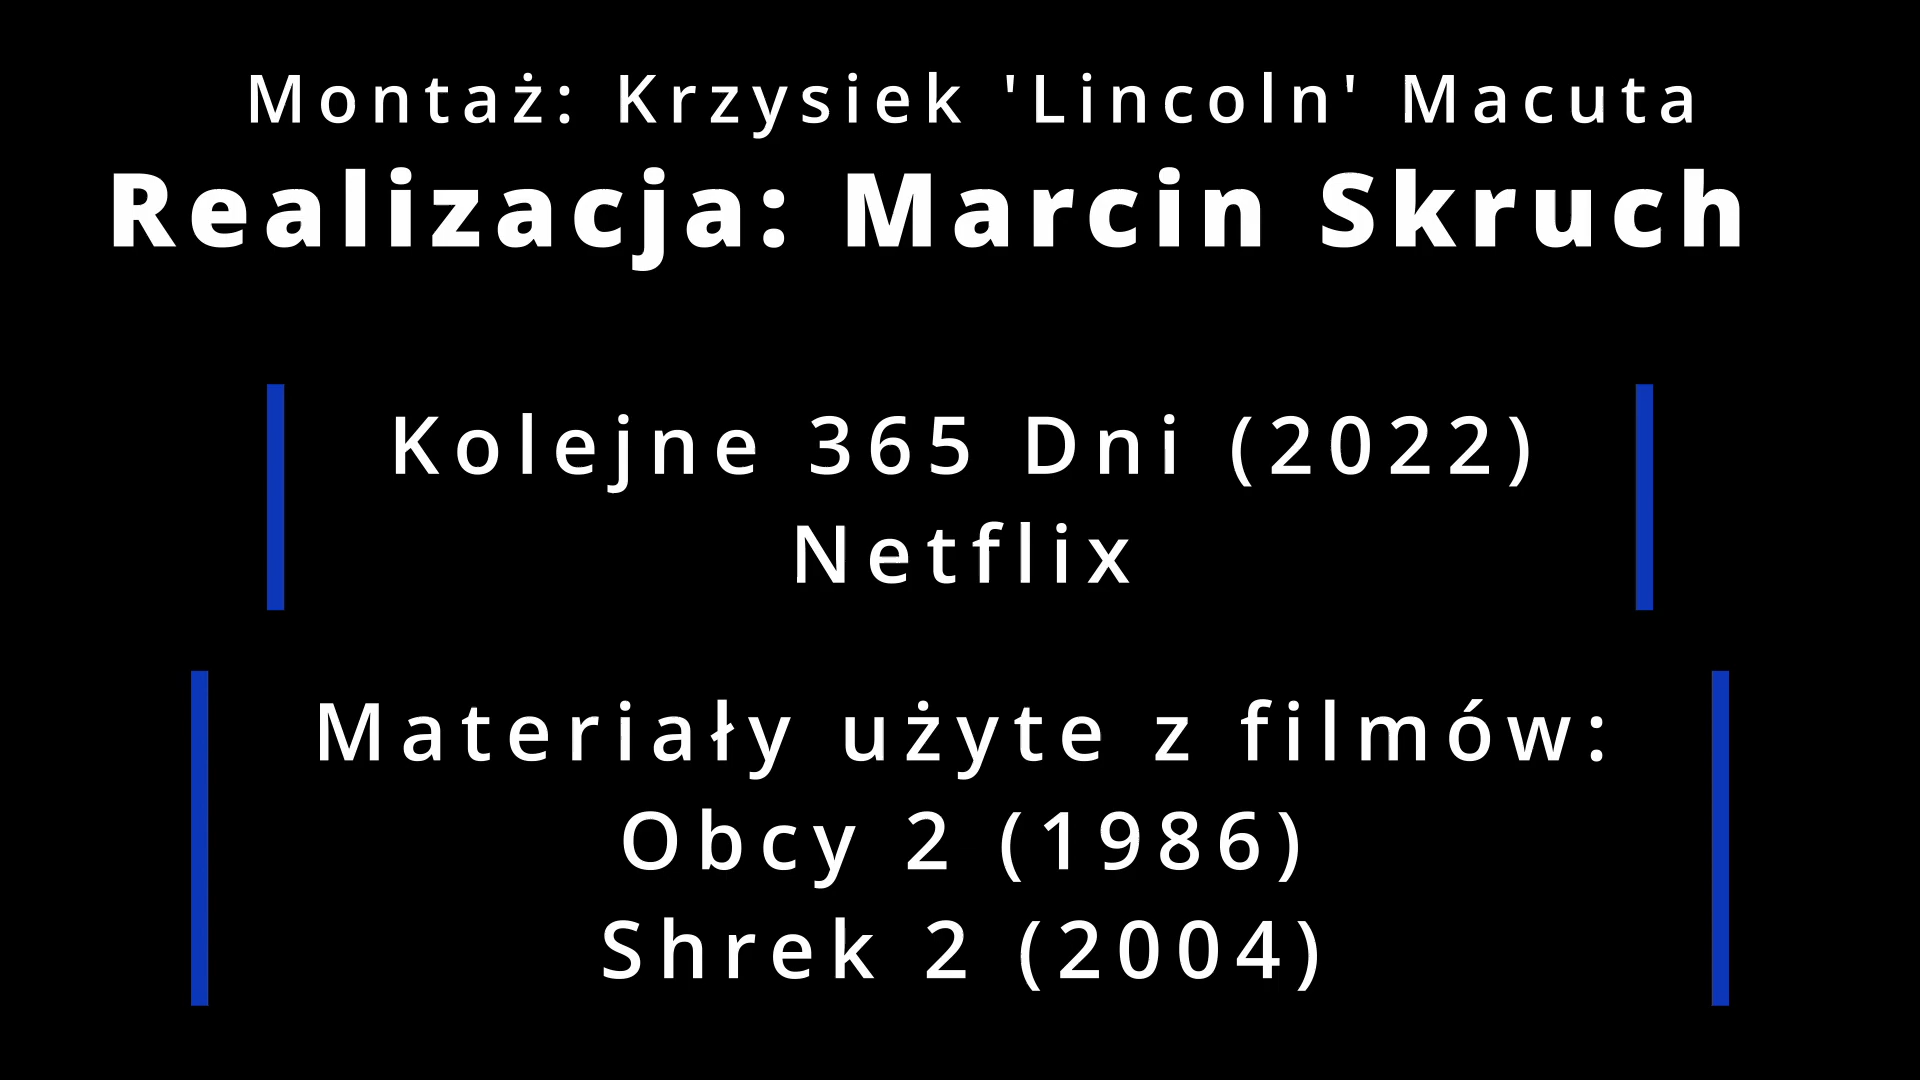 Montaż: Krzysiek 'Lincoln' Macuta
Realizacja: Marcin Skruch
Kolejne 365 Dni (2022)
Netflix
Materiały użyte z filmów:
Obcy 2 (1986)
Shrek 2 (2004)